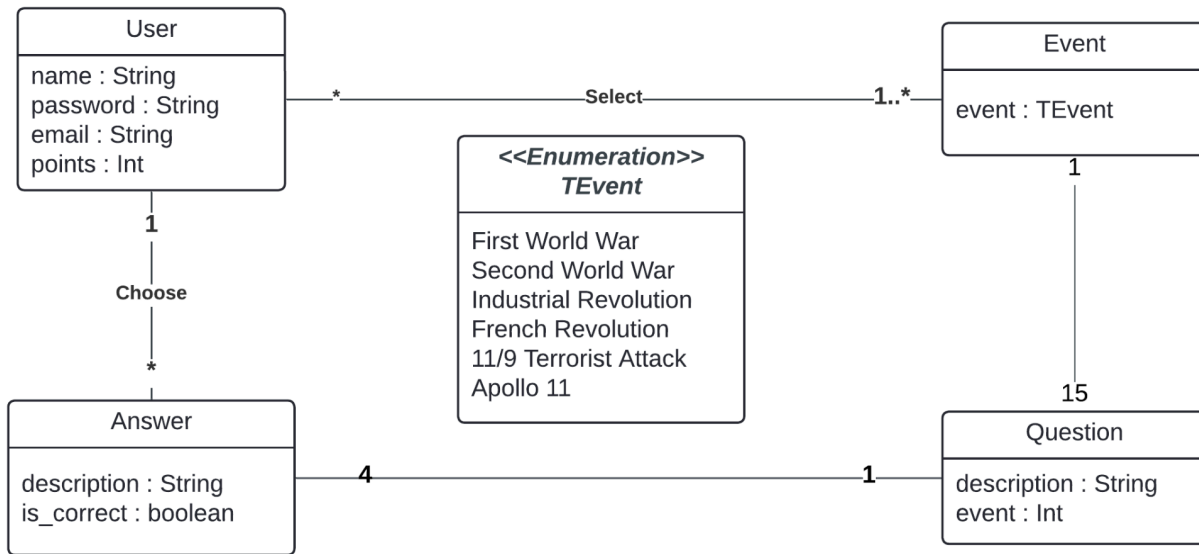 User
name : String
password : String
email : String
points : Int
* Select 1..*
Event
event : TEvent
<<Enumeration>>
TEvent
First World War
Second World War
Industrial Revolution
French Revolution
11/9 Terrorist Attack
Apollo 11
1
Choose
*
1
15
Answer
description : String
is_correct : boolean
4 1
Question
description : String
event : Int